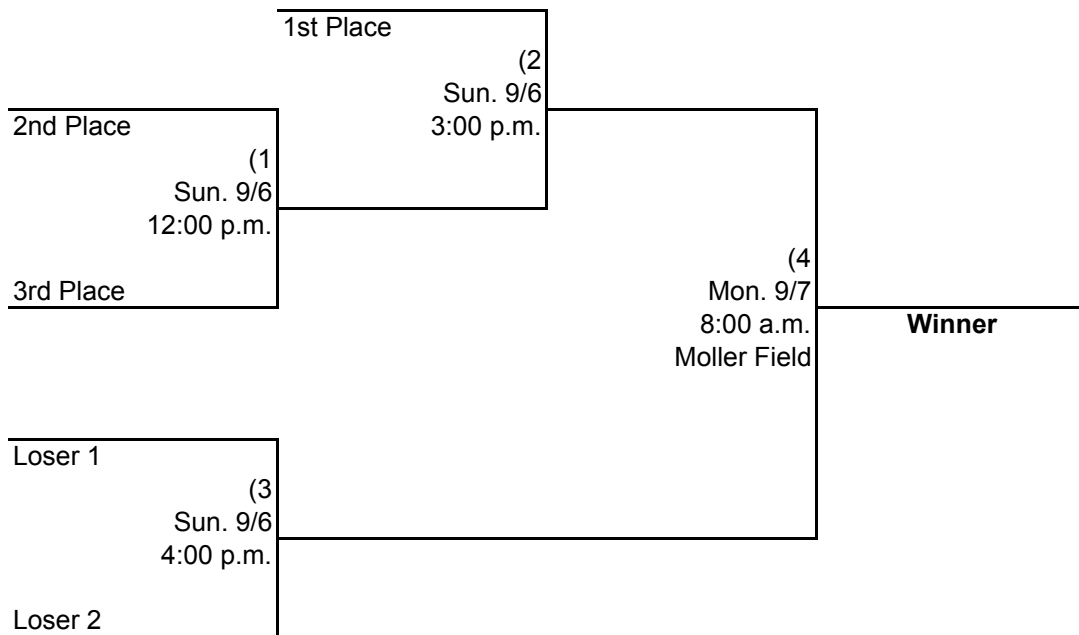 1st Place
(2
Sun. 9/6
3:00 p.m.
2nd Place
(1
Sun. 9/6
12:00 p.m.
3rd Place
(4
Mon. 9/7
8:00 a.m.
Moller Field
Winner
Loser 1
(3
Sun. 9/6
4:00 p.m.
Loser 2